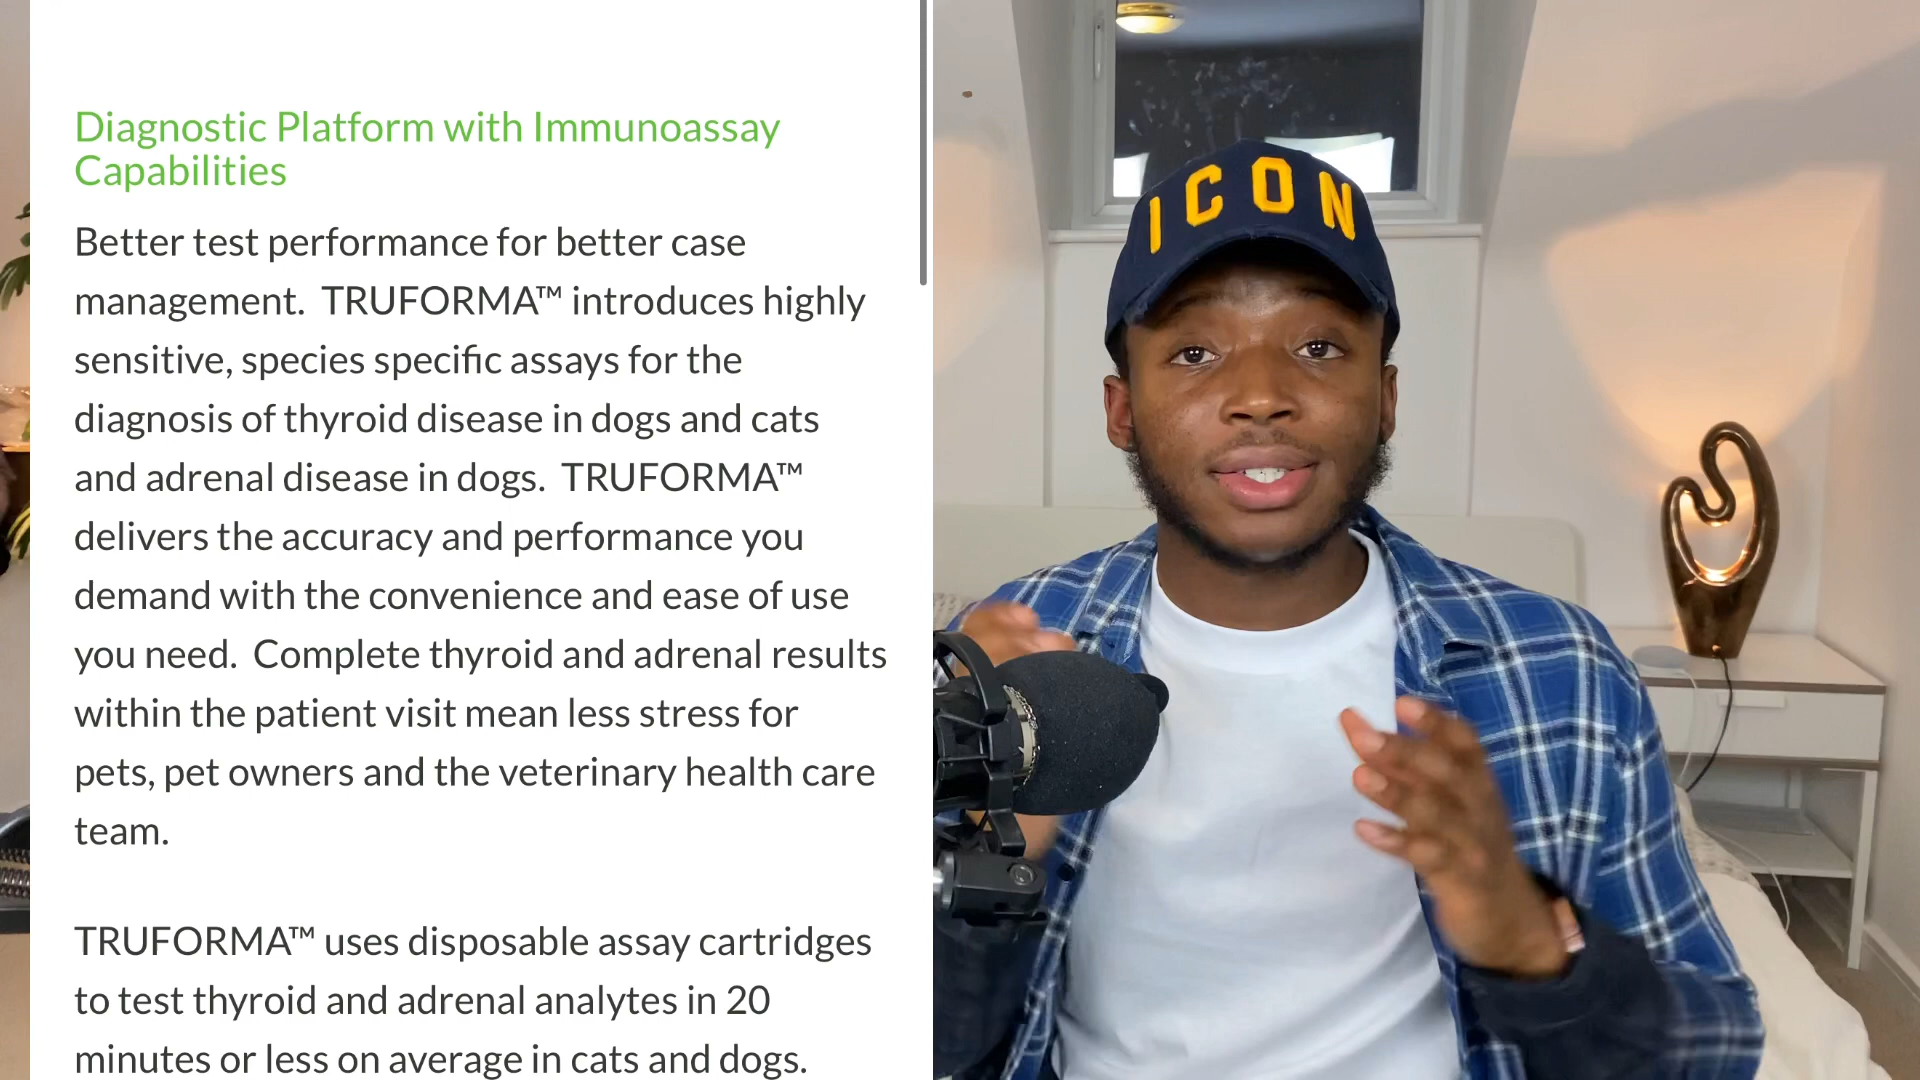 Diagnostic Platform with Immunoassay
Capabilities
Better test performance for better case
management.  TRUFORMA™ introduces highly
sensitive, species specific assays for the
diagnosis of thyroid disease in dogs and cats
and adrenal disease in dogs.  TRUFORMA™
delivers the accuracy and performance you
demand with the convenience and ease of use
you need.  Complete thyroid and adrenal results
within the patient visit mean less stress for
pets, pet owners and the veterinary health care
team.
TRUFORMA™ uses disposable assay cartridges
to test thyroid and adrenal analytes in 20
minutes or less on average in cats and dogs.
ICON